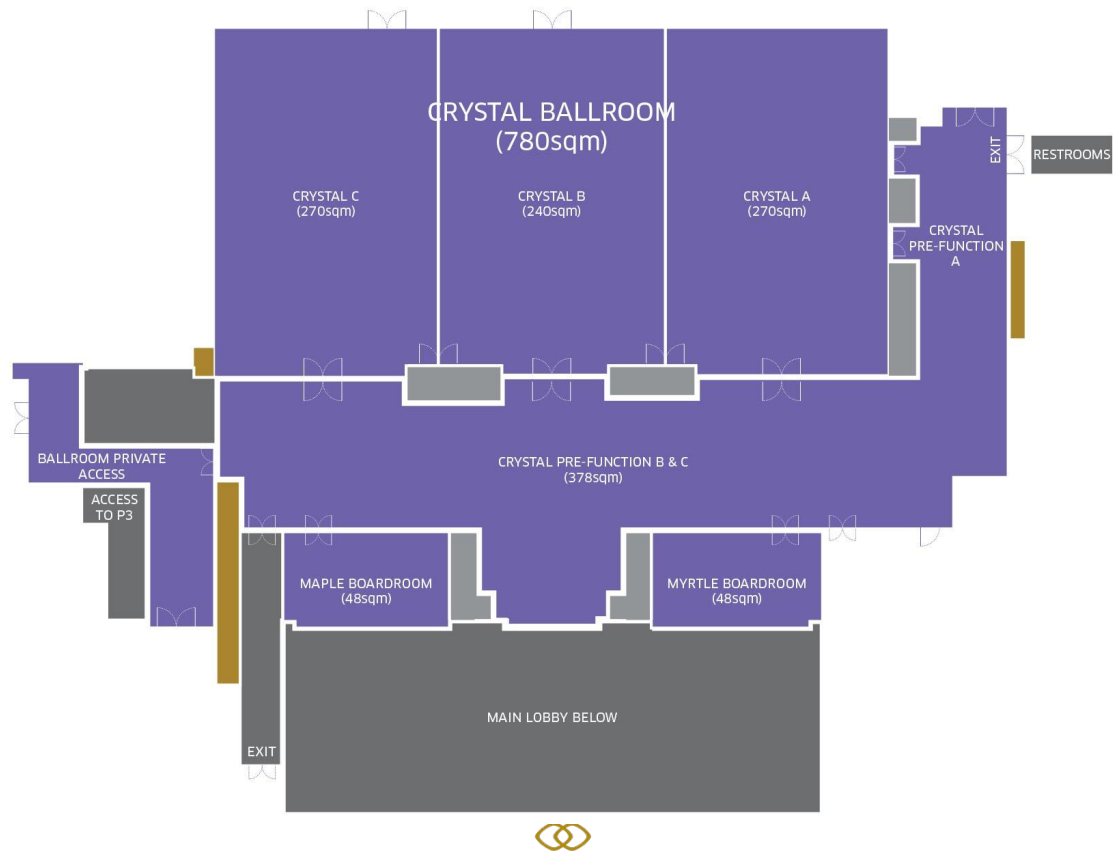 CRYSTAL BALLROOM
(780sqm)
CRYSTAL C
(270sqm)
CRYSTAL B
(240sqm)
CRYSTAL A
(270sqm)
EXIT
RESTROOMS
CRYSTAL
PRE-FUNCTION
A
BALLROOM PRIVATE
ACCESS
ACCESS
TO P3
CRYSTAL PRE-FUNCTION B & C
(378sqm)
MAPLE BOARDROOM
(48sqm)
MYRTLE BOARDROOM
(48sqm)
MAIN LOBBY BELOW
EXIT